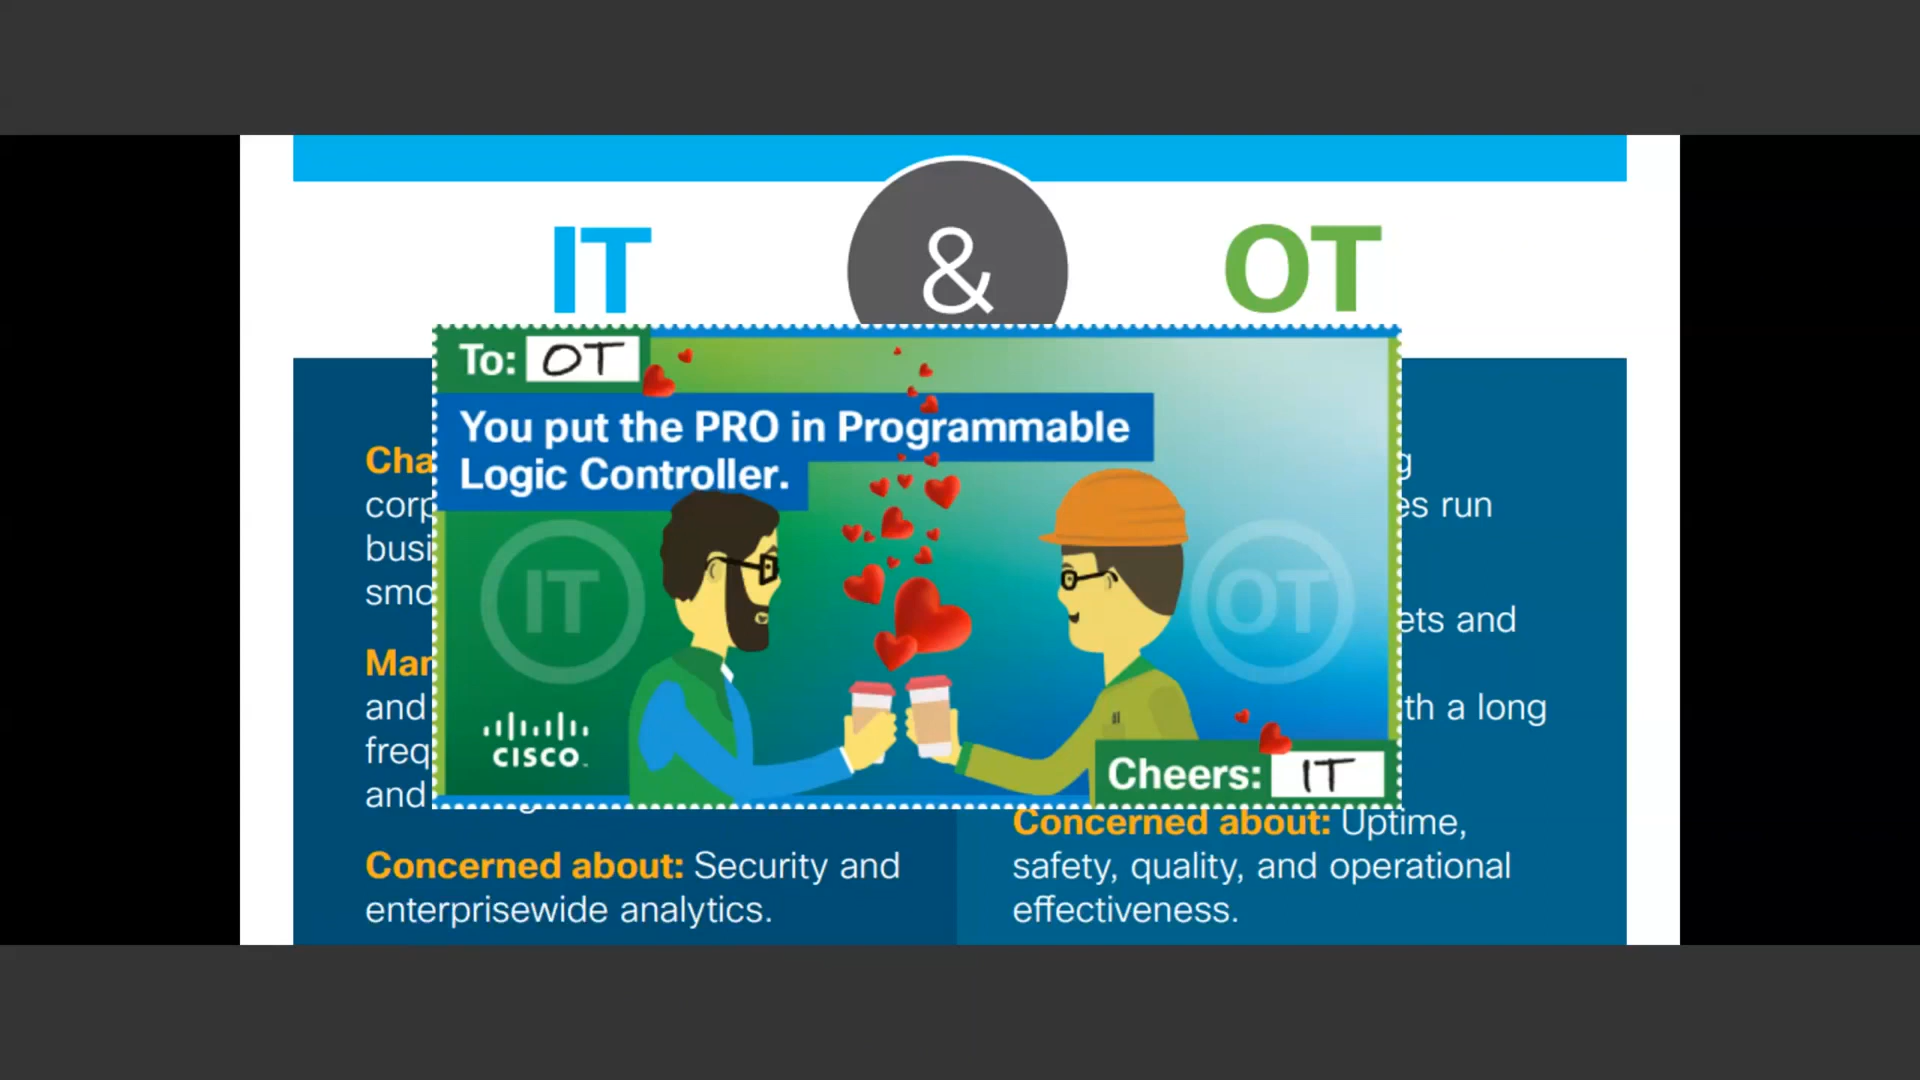 IT & OT
To: OT
You put the PRO in Programmable
Logic Controller.
IT
OT
CISCO
Cheers: IT
corp
es run
busi
smo
ets and
and
th a long
freq
and
Concerned about: Security and
enterprisewide analytics.
Concerned about: Uptime,
safety, quality, and operational
effectiveness.